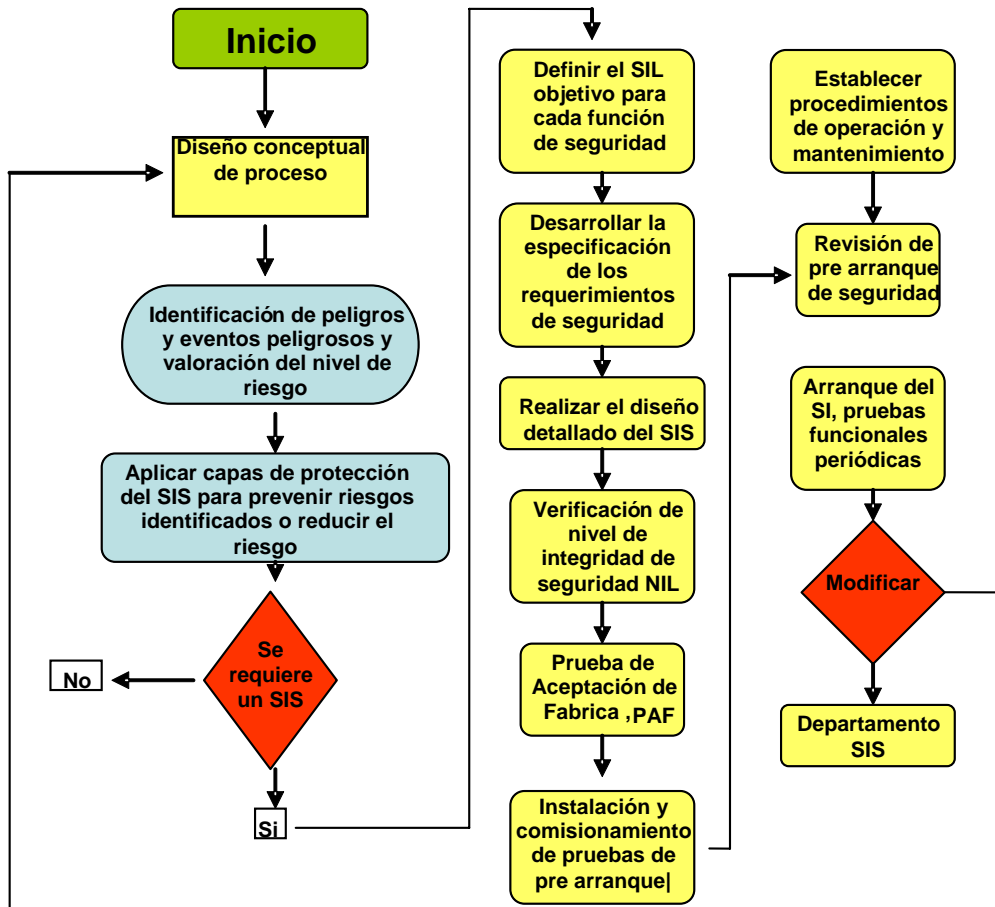 Inicio
Diseño conceptual
de proceso
Identificación de peligros
y eventos peligrosos y
valoración del nivel de
riesgo
Aplicar capas de protección
del SIS para prevenir riesgos
identificados o reducir el
riesgo
Se
requiere
un SIS
No
Si
Definir el SIL
objetivo para
cada función
de seguridad
Desarrollar la
especificación
de los
requerimientos
de seguridad
Realizar el diseño
detallado del SIS
Verificación de
nivel de
integridad de
seguridad NIL
Prueba de
Aceptación de
Fabrica ,PAF
Instalación y
comisionamiento
de pruebas de
pre arranque|
Establecer
procedimientos
de operación y
mantenimiento
Revisión de
pre arranque
de seguridad
Arranque del
SI, pruebas
funcionales
periódicas
Modificar
Departamento
SIS